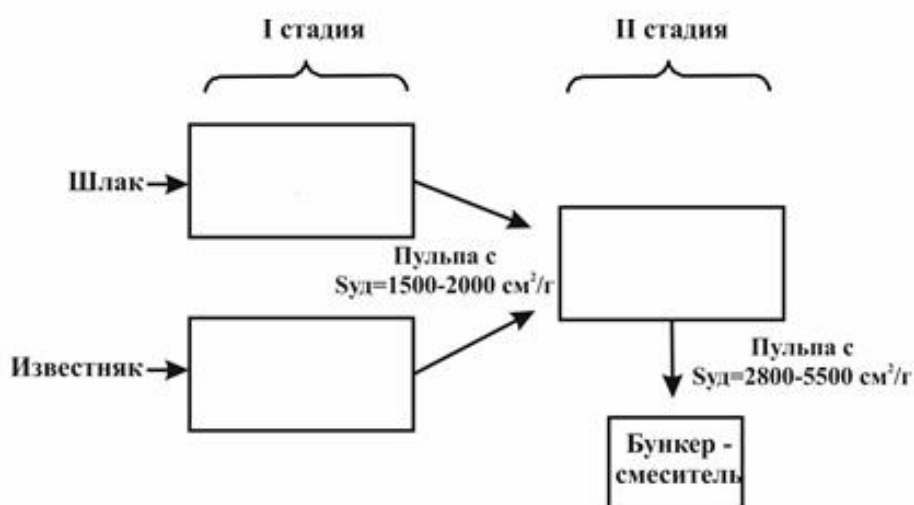 I стадия
II стадия
Шлак
Пульпа с
Sуд=1500-2000 см²/г
Известняк
Пульпа с
Sуд=2800-5500 см²/г
Бункер -
смеситель